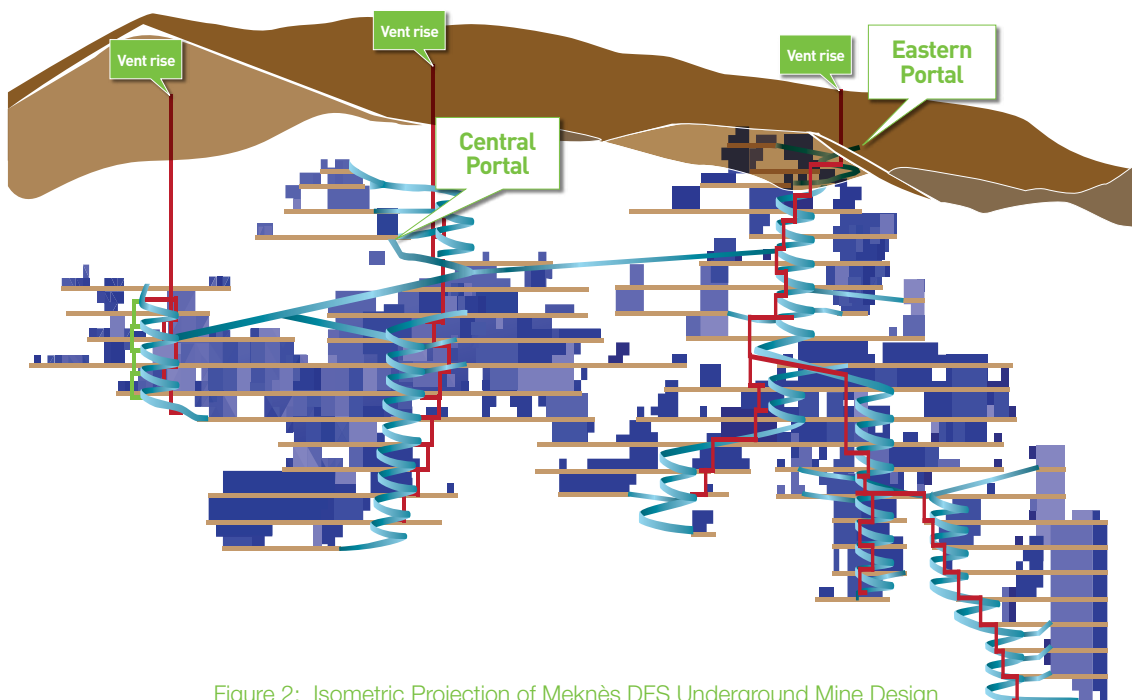 Vent rise
Vent rise
Vent rise
Eastern
Portal
Central
Portal
Figure 2:  Isometric Projection of Meknès DFS Underground Mine Design